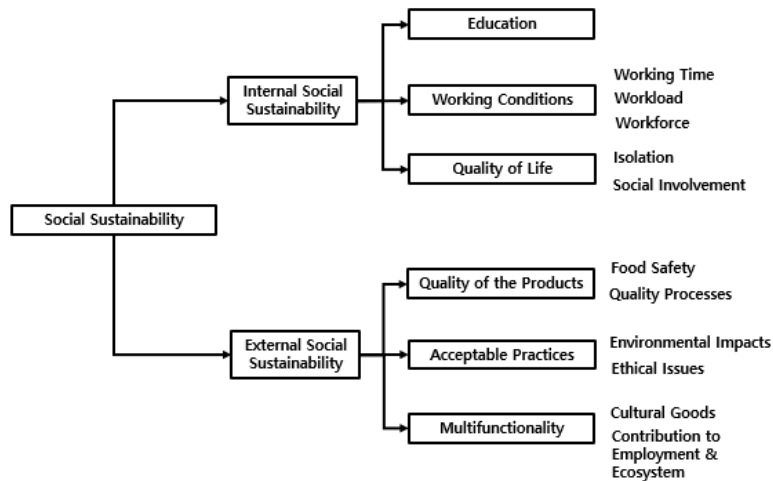 Education
Internal Social
Sustainability
Working Conditions
Working Time
Workload
Workforce
Quality of Life
Isolation
Social Involvement
Social Sustainability
Quality of the Products
Food Safety
Quality Processes
External Social
Sustainability
Acceptable Practices
Environmental Impacts
Ethical Issues
Multifunctionality
Cultural Goods
Contribution to
Employment &
Ecosystem